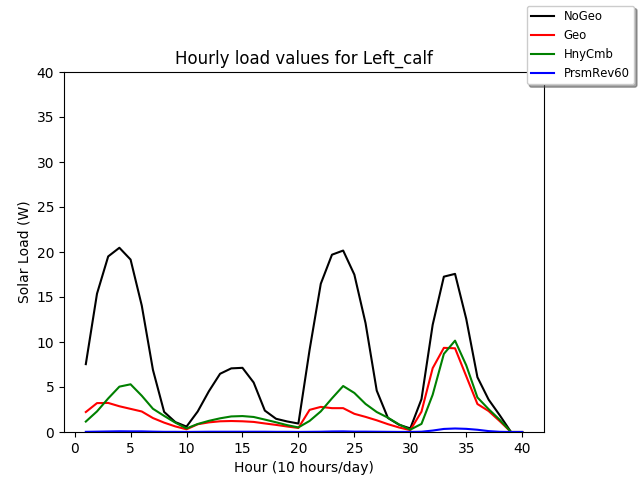 NoGeo
Geo
HnyCmb
PrsmRev60
Hourly load values for Left_calf
40
35
30
25
20
15
10
5
0
Solar Load (W)
0 5 10 15 20 25 30 35 40
Hour (10 hours/day)